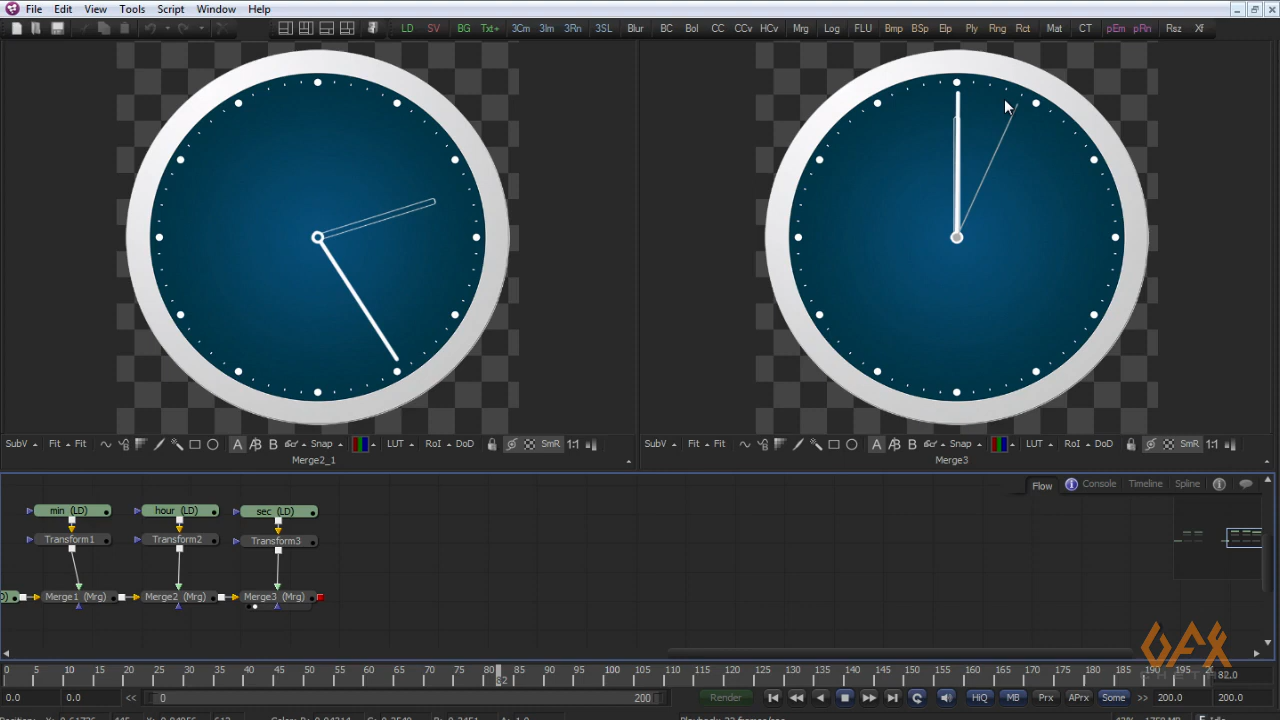 File Edit View Tools Script Window Help
LD SV BG Txt+ 3Cm 3Im 3Rn 3SL Blur BC Bol CC CCv HCv Mrg Log FLU Bmp BSp Elp Ply Rng Rct Mat pEm pRn Rsz Xf
SubV Fit Fit A B Snap LUT RoI DoD SmR 1:1
SubV Fit Fit A B Snap LUT RoI DoD SmR 1:1
Merge2_1 Merge3
Flow Console Timeline Spline
min (LD) hour (LD) sec (LD)
Transform1 Transform2 Transform3
Merge1 (Mrg) Merge2 (Mrg) Merge3 (Mrg)
GFX
0 5 10 15 20 25 30 35 40 45 50 55 60 65 70 75 80 85 90 95 100 105 110 115 120 125 130 135 140 145 150 155 160 165 170 175 180 185 190 195 82.0
82
0.0 0.0 << 0 200 Render HiQ MB Prx APrx Some >> 200.0 200.0